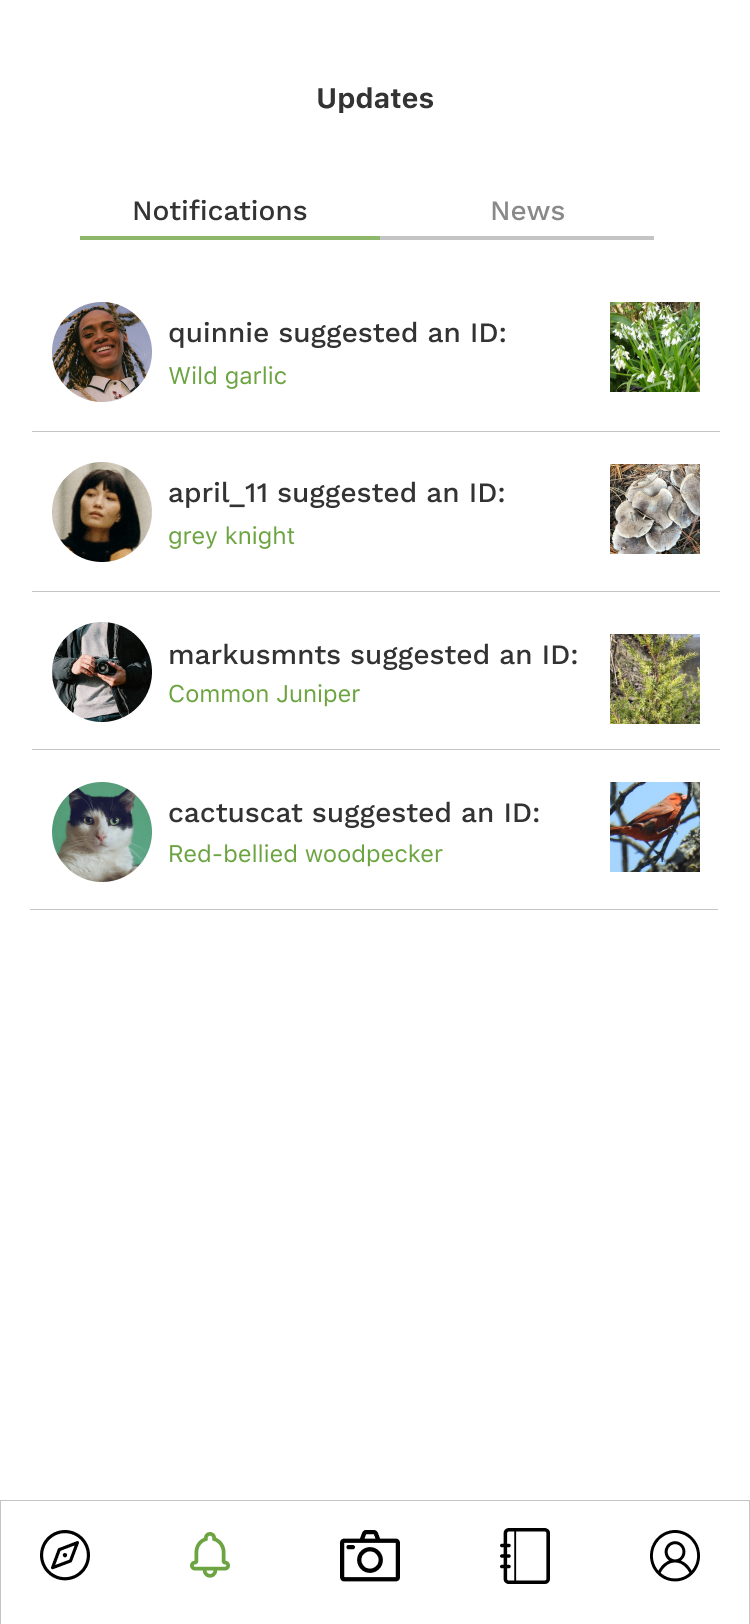 Updates
Notifications
News
quinnie suggested an ID:
Wild garlic
april_11 suggested an ID:
grey knight
markusmnts suggested an ID:
Common Juniper
cactuscat suggested an ID:
Red-bellied woodpecker